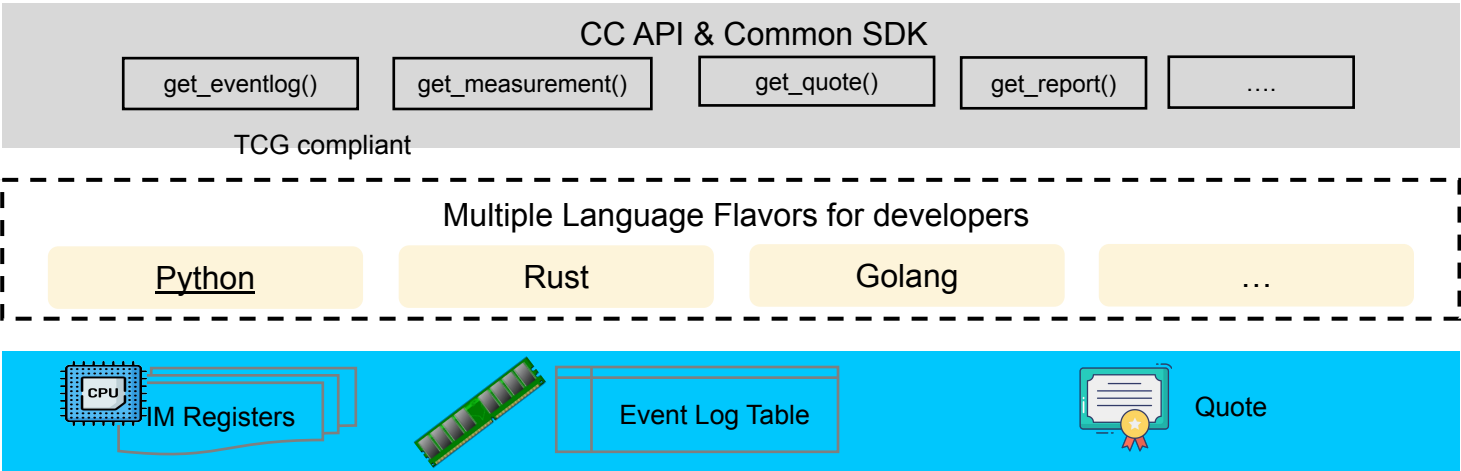 CC API & Common SDK
get_eventlog()
get_measurement()
get_quote()
get_report()
….
TCG compliant
Multiple Language Flavors for developers
Python
Rust
Golang
…
CPU
IM Registers
Event Log Table
Quote